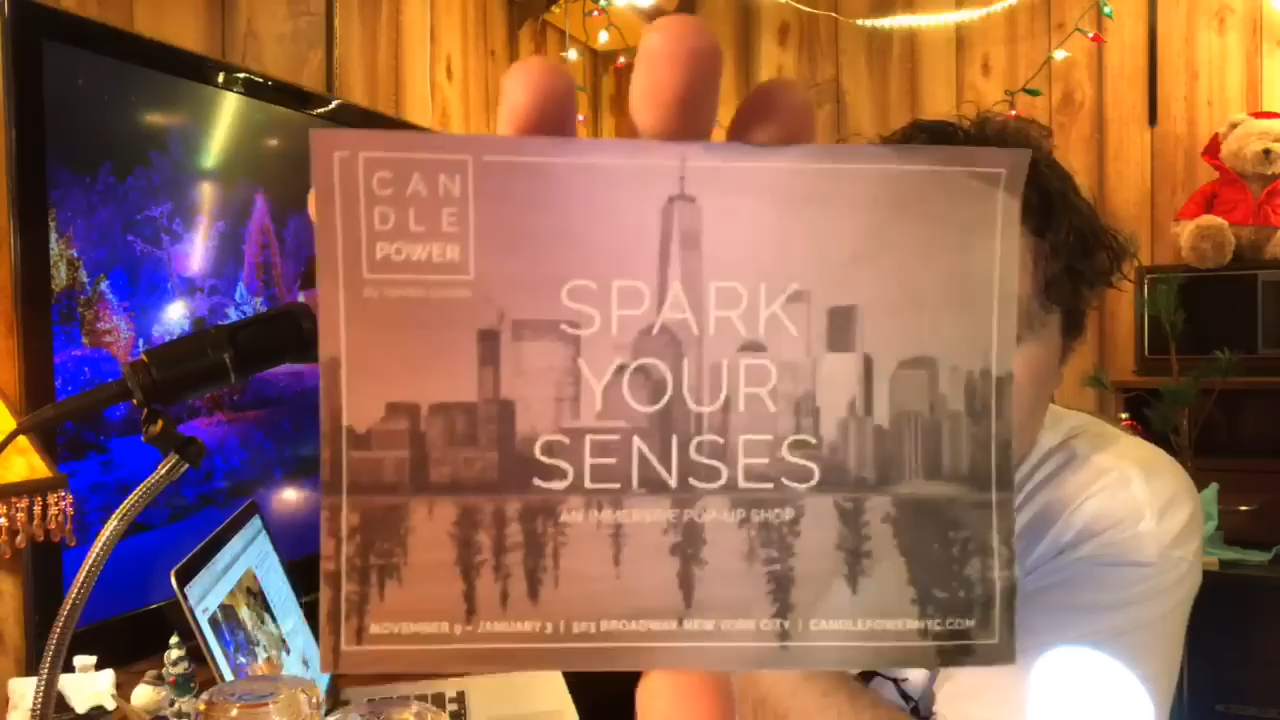 CAN
DLE
POWER
SPARK
YOUR
SENSES
AN IMMERSIVE POP-UP SHOP
NOVEMBER 9 – JANUARY 3 | BROADWAY, NEW YORK CITY | CANDLEPOWERNYC.COM